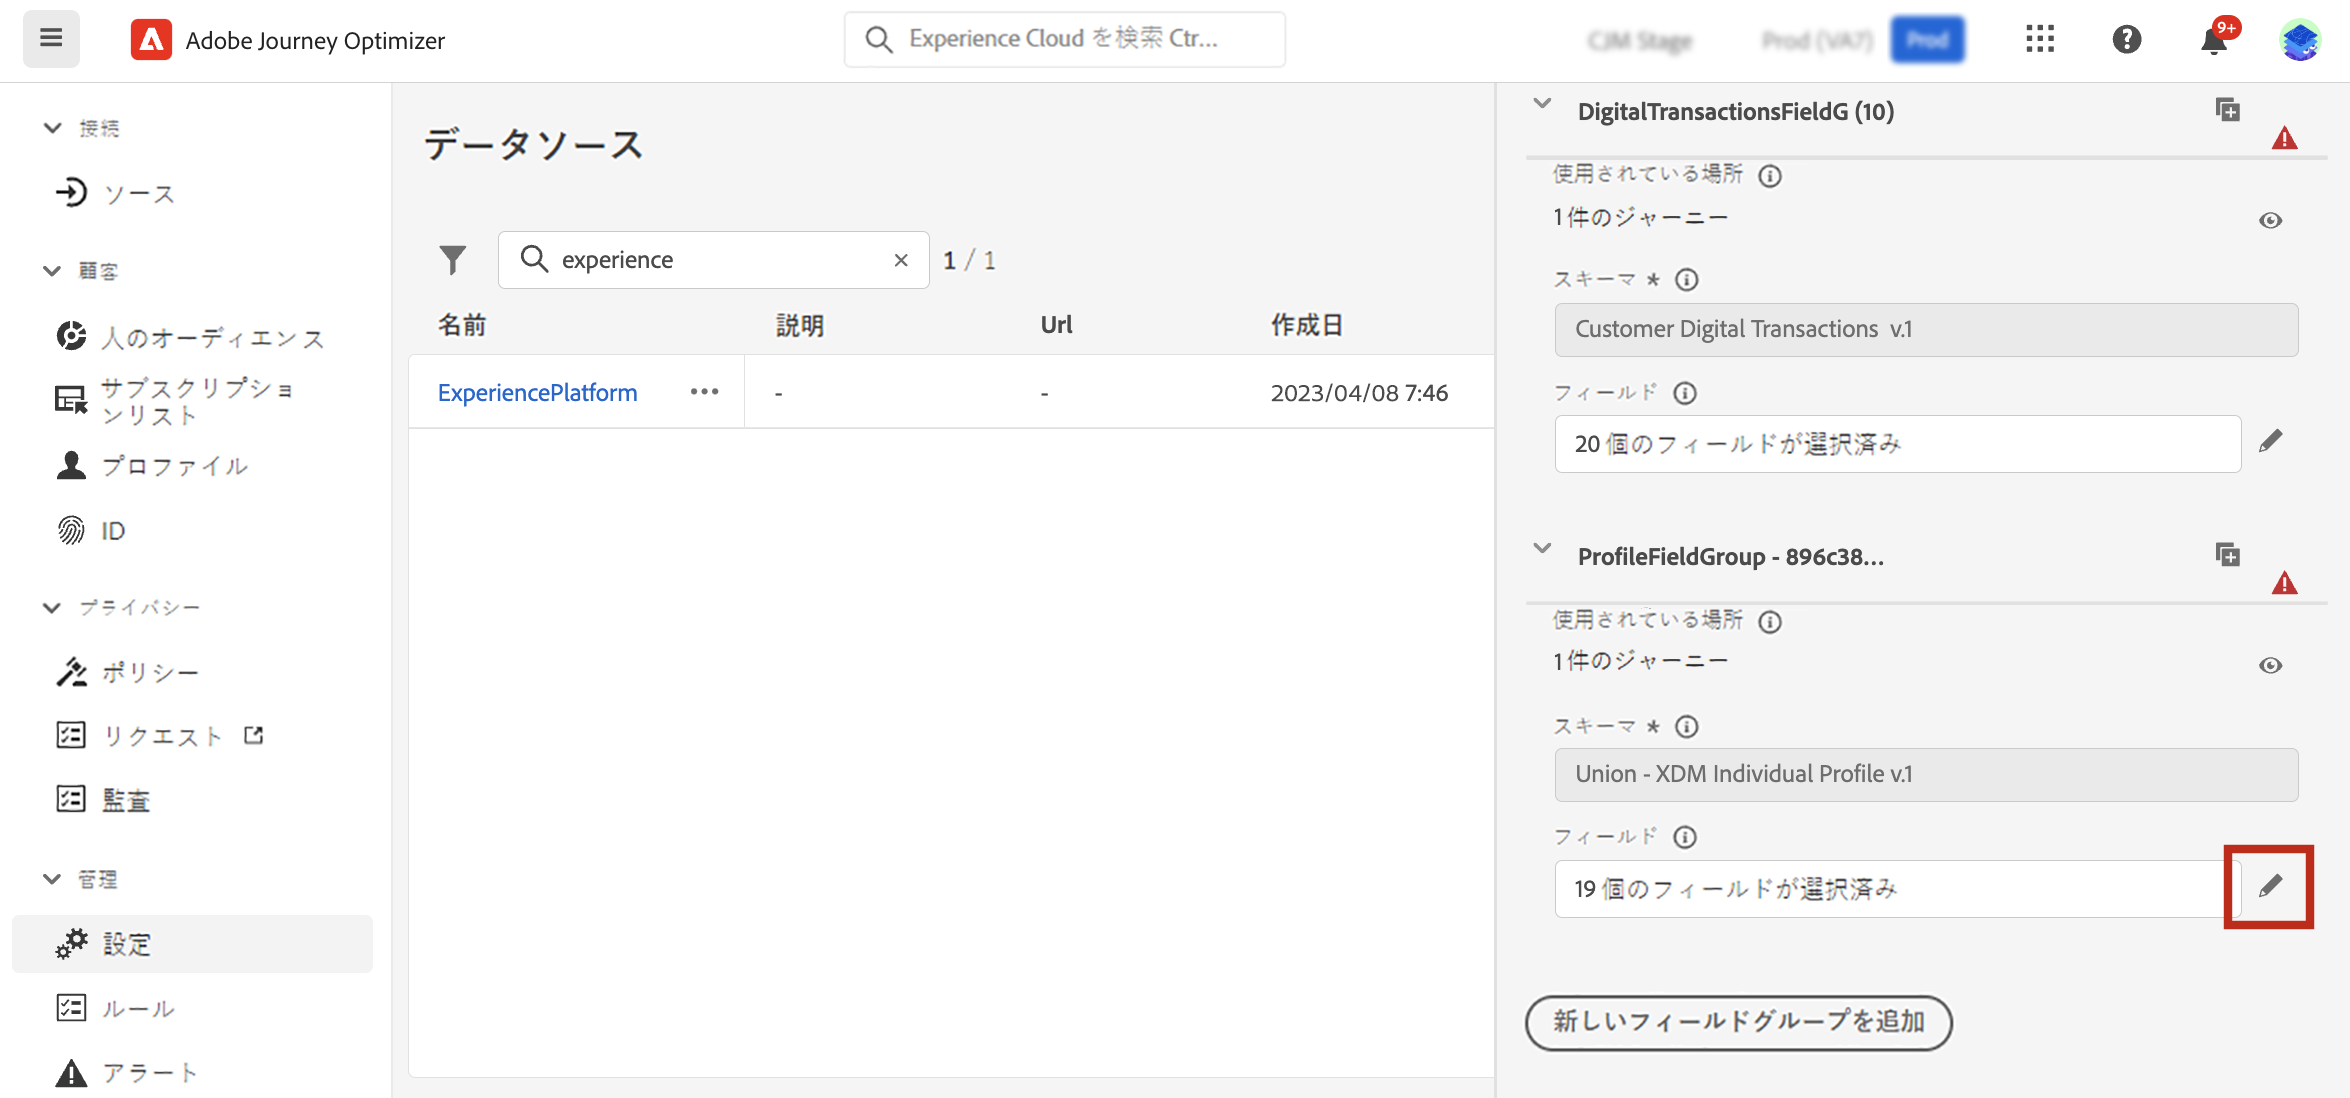 Adobe Journey Optimizer
Experience Cloud を検索 Ctr...
CJM Stage
Prod (VA7)
Prod
9+
接続
ソース
顧客
人のオーディエンス
サブスクリプショ
ンリスト
プロファイル
ID
プライバシー
ポリシー
リクエスト
監査
管理
設定
ルール
アラート
データソース
experience
1 / 1
名前 説明 Url 作成日
ExperiencePlatform - - 2023/04/08 7:46
DigitalTransactionsFieldG (10)
使用されている場所
1件のジャーニー
スキーマ *
Customer Digital Transactions v.1
フィールド
20 個のフィールドが選択済み
ProfileFieldGroup - 896c38...
使用されている場所
1件のジャーニー
スキーマ *
Union - XDM Individual Profile v.1
フィールド
19 個のフィールドが選択済み
新しいフィールドグループを追加